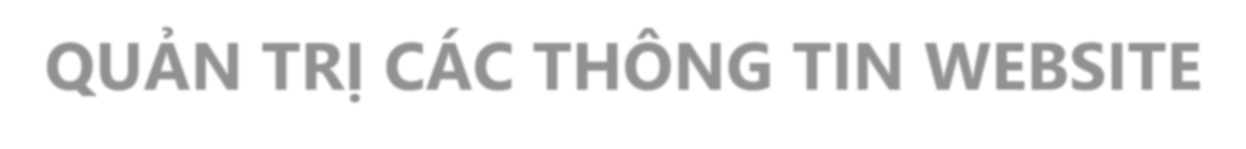 QUẢN TRỊ CÁC THÔNG TIN WEBSITE